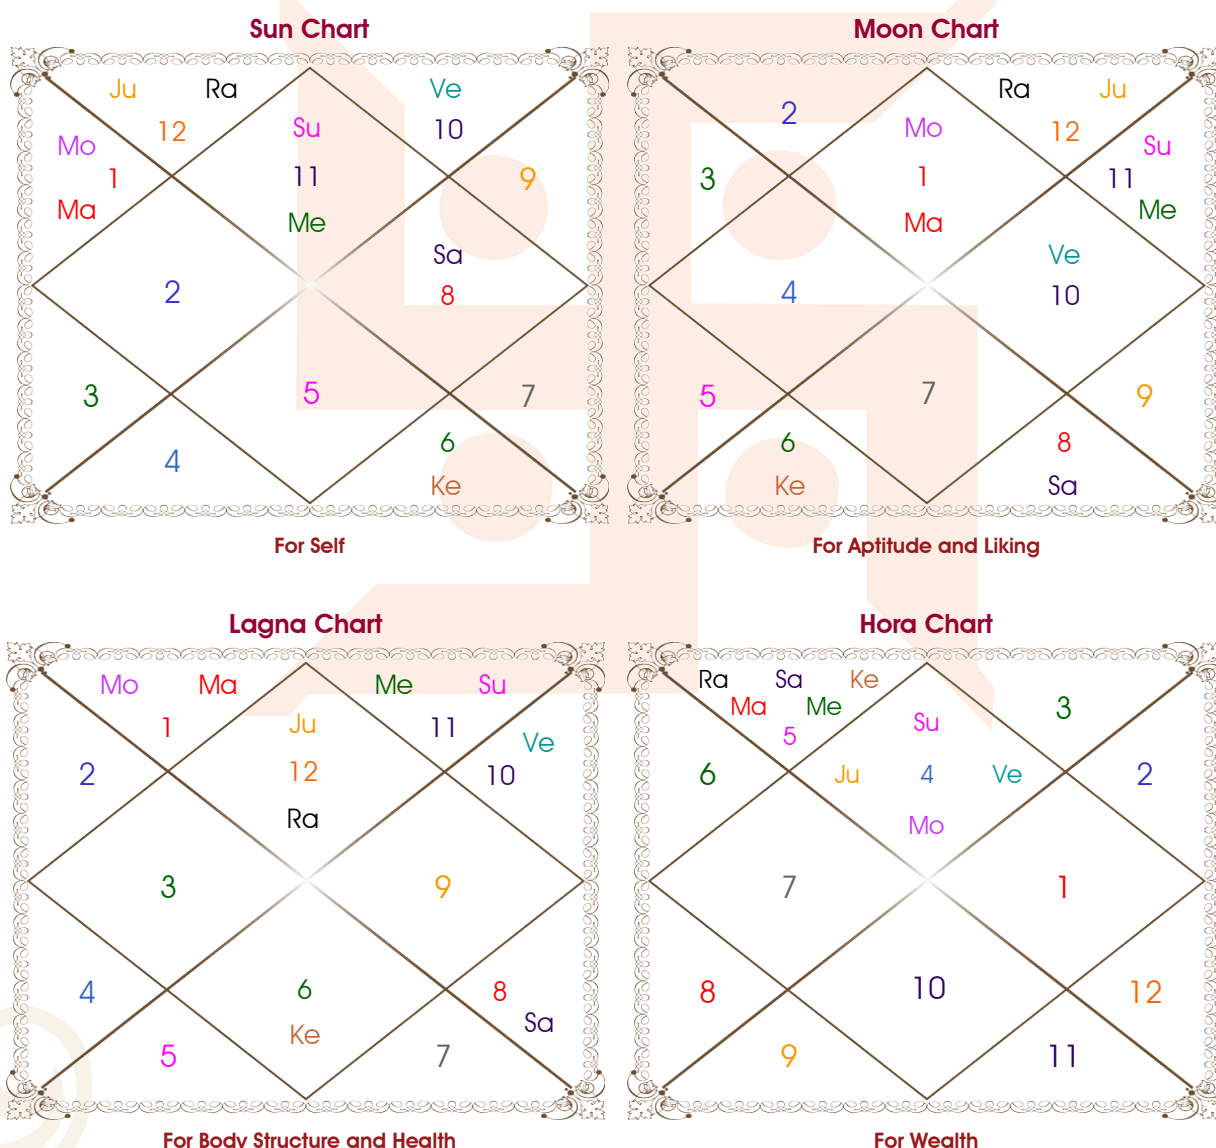 Sun Chart
Ju Ra Ve
12 Su 10
Mo
1 11 9
Ma Me
Sa
2 8
3 5 7
4 6
Ke
For Self
Moon Chart
2 Mo Ra Ju
12 Su
3 1 11
Ma Me
Ve
4 10
5 7 9
6 8
Ke Sa
For Aptitude and Liking
Lagna Chart
Mo Ma Me Su
1 Ju 11
Ve
2 12 10
Ra
3 9
4 6 8
Ke Sa
5 7
For Body Structure and Health
Hora Chart
Ra Sa Ke
Ma Me 3
5 Su
6 Ju 4 Ve 2
Mo
7 1
8 10 12
9 11
For Wealth